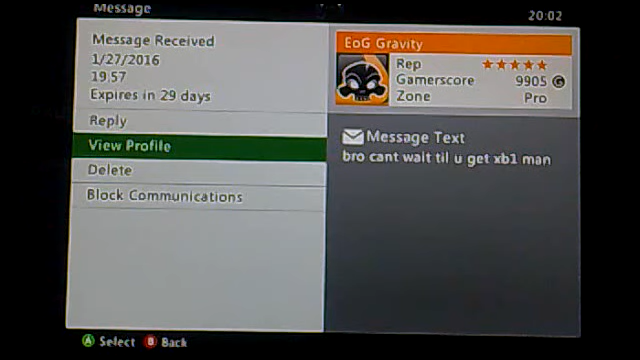 Message
20:02
Message Received
1/27/2016
19:57
Expires in 29 days
Reply
View Profile
Delete
Block Communications
EoG Gravity
Rep
Gamerscore 9905 G
Zone Pro
Message Text
bro cant wait til u get xb1 man
A Select B Back